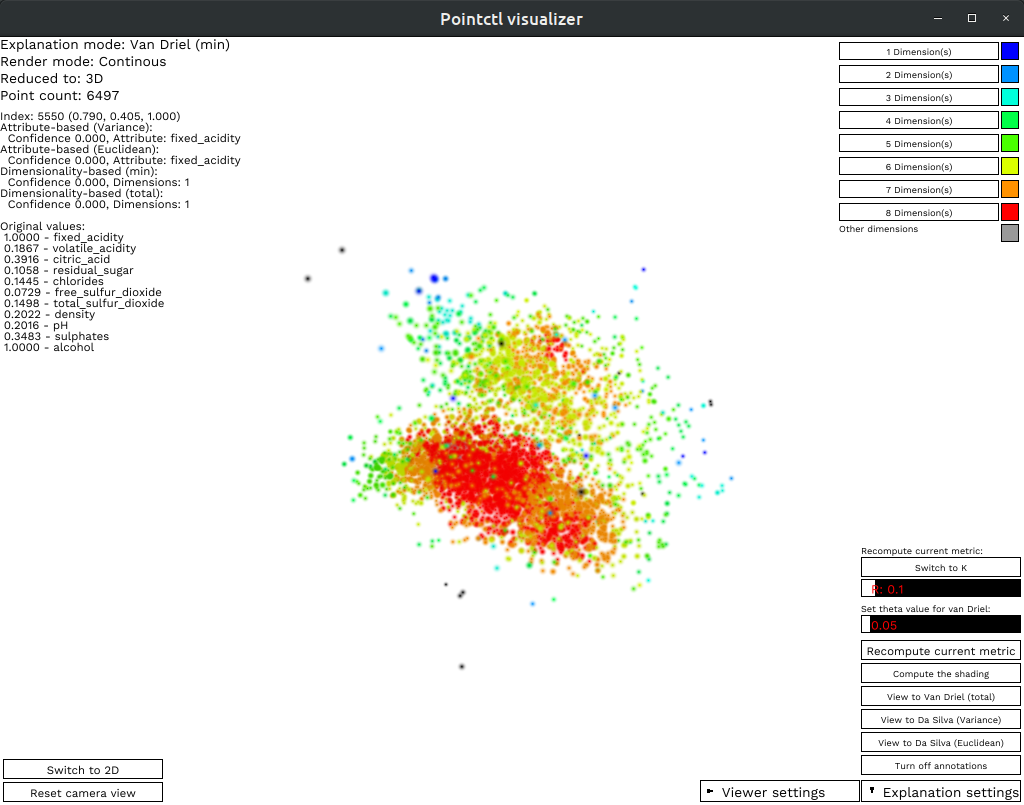 Pointctl visualizer
Explanation mode: Van Driel (min)
Render mode: Continous
Reduced to: 3D
Point count: 6497
Index: 5550 (0.790, 0.405, 1.000)
Attribute-based (Variance):
Confidence 0.000, Attribute: fixed_acidity
Attribute-based (Euclidean):
Confidence 0.000, Attribute: fixed_acidity
Dimensionality-based (min):
Confidence 0.000, Dimensions: 1
Dimensionality-based (total):
Confidence 0.000, Dimensions: 1
Original values:
1.0000 - fixed_acidity
0.1867 - volatile_acidity
0.3916 - citric_acid
0.1058 - residual_sugar
0.1445 - chlorides
0.0729 - free_sulfur_dioxide
0.1498 - total_sulfur_dioxide
0.2022 - density
0.2016 - pH
0.3483 - sulphates
1.0000 - alcohol
1 Dimension(s)
2 Dimension(s)
3 Dimension(s)
4 Dimension(s)
5 Dimension(s)
6 Dimension(s)
7 Dimension(s)
8 Dimension(s)
Other dimensions
Recompute current metric:
Switch to K
R: 0.1
Set theta value for van Driel:
0.05
Recompute current metric
Compute the shading
View to Van Driel (total)
View to Da Silva (Variance)
View to Da Silva (Euclidean)
Turn off annotations
Switch to 2D
Reset camera view
Viewer settings
Explanation settings